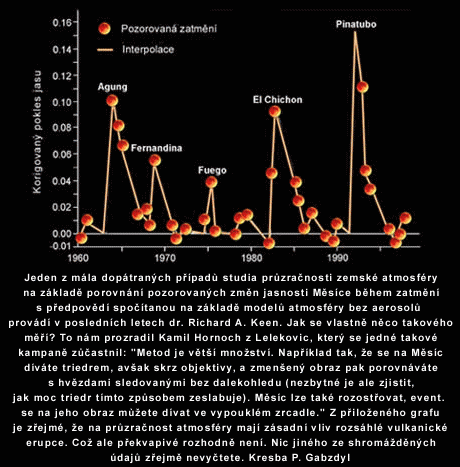 0.16
Pozorovaná zatmění
Pinatubo
0.14
Interpolace
0.12
Agung
0.10
El Chichon
0.08
Fernandina
0.06
Fuego
0.04
0.02
-0.00
-0.01
Korigovaný pokles jasu
1960 1970 1980 1990
Jeden z mála dopátraných případů studia průzračnosti zemské atmosféry
na základě porovnání pozorovaných změn jasnosti Měsíce během zatmění
s předpovědí spočítanou na základě modelů atmosféry bez aerosolů
provádí v posledních letech dr. Richard A. Keen. Jak se vlastně něco takového
měří? To nám prozradil Kamil Hornoch z Lelekovic, který se jedné takové
kampaně zúčastnil: "Metod je větší množství. Například tak, že se na Měsíc
díváte triedrem, avšak skrz objektivy, a zmenšený obraz pak porovnáváte
s hvězdami sledovanými bez dalekohledu (nezbytné je ale zjistit,
jak moc triedr tímto způsobem zeslabuje). Měsíc lze také rozostřovat, event.
se na jeho obraz můžete dívat ve vypouklém zrcadle." Z přiloženého grafu
je zřejmé, že na průzračnost atmosféry mají zásadní vliv rozsáhlé vulkanické
erupce. Což ale překvapivé rozhodně není. Nic jiného ze shromážděných
údajů zřejmě nevyčtete. Kresba P. Gabzdyl